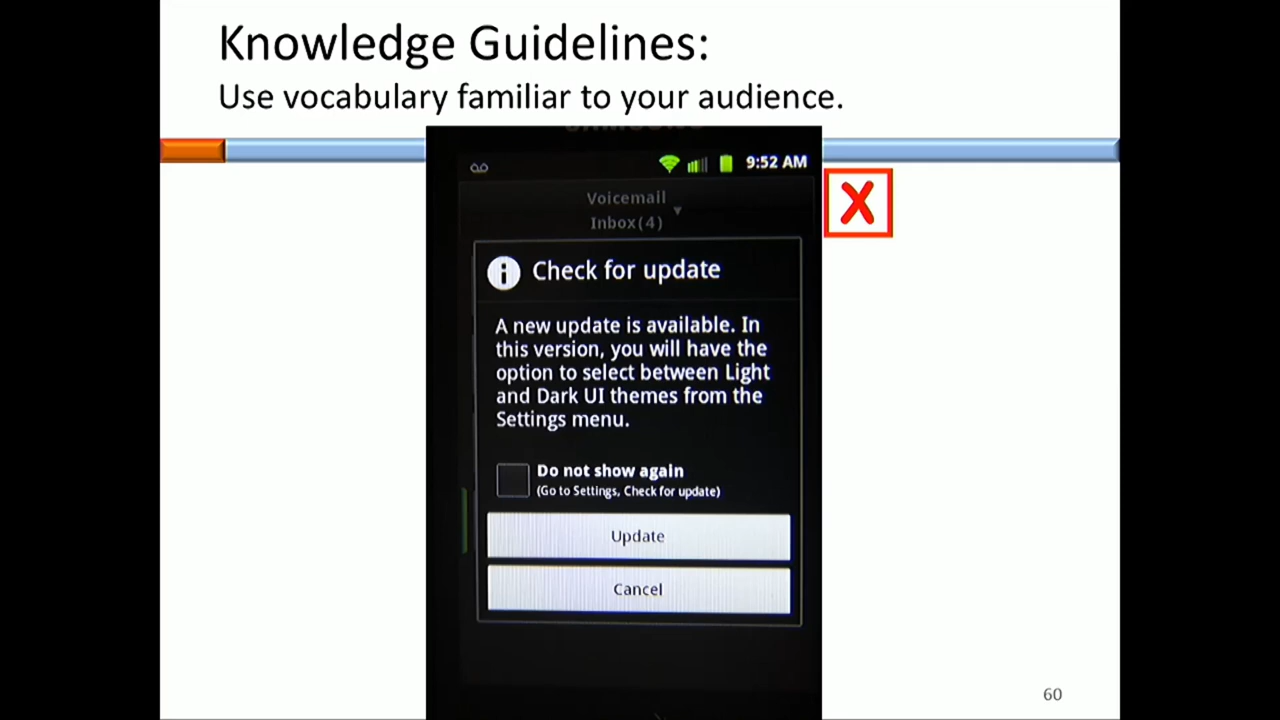 Knowledge Guidelines:
Use vocabulary familiar to your audience.
9:52 AM
Voicemail
Inbox(4)
X
i Check for update
A new update is available. In
this version, you will have the
option to select between Light
and Dark UI themes from the
Settings menu.
Do not show again
(Go to Settings, Check for update)
Update
Cancel
60